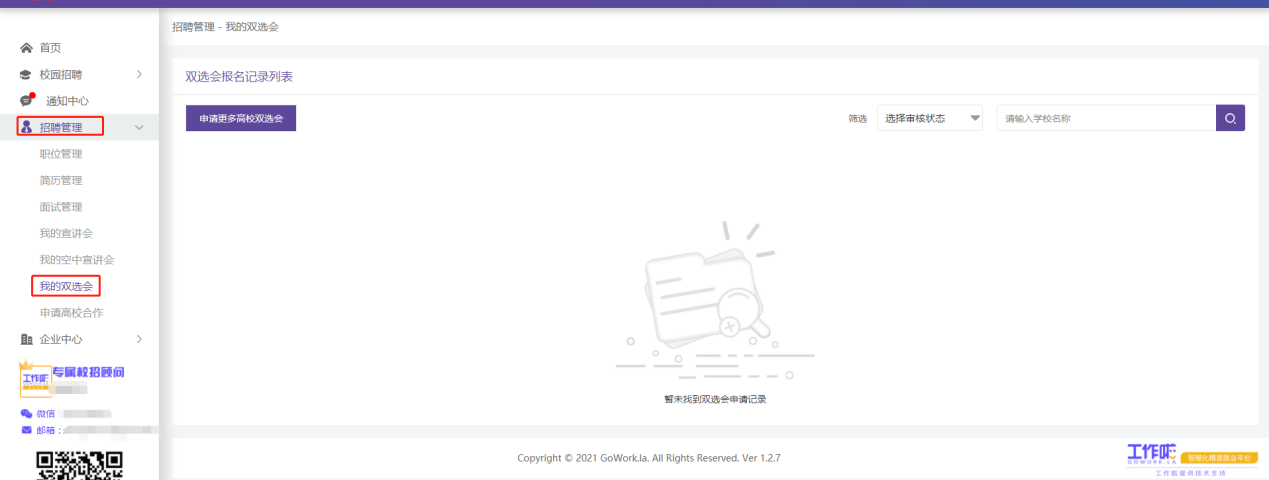 招聘管理 - 我的双选会
首页
校园招聘
通知中心
招聘管理
职位管理
简历管理
面试管理
我的宣讲会
我的空中宣讲会
我的双选会
申请高校合作
企业中心
工作啦 专属校招顾问
微信
邮箱：
双选会报名记录列表
申请更多高校双选会
筛选 选择审核状态 请输入学校名称
暂未找到双选会申请记录
Copyright © 2021 GoWork.la. All Rights Reserved. Ver 1.2.7
工作啦 智慧化精准就业平台
GOWORK.LA
工作啦提供技术支持